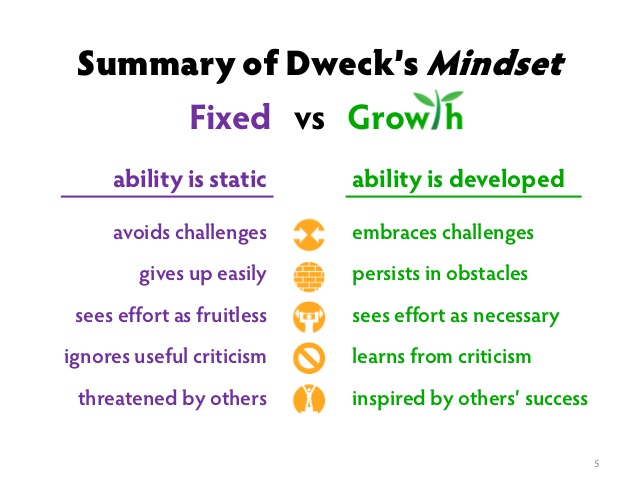 Summary of Dweck's Mindset
Fixed vs Growth
ability is static ability is developed
avoids challenges embraces challenges
gives up easily persists in obstacles
sees effort as fruitless sees effort as necessary
ignores useful criticism learns from criticism
threatened by others inspired by others' success
5